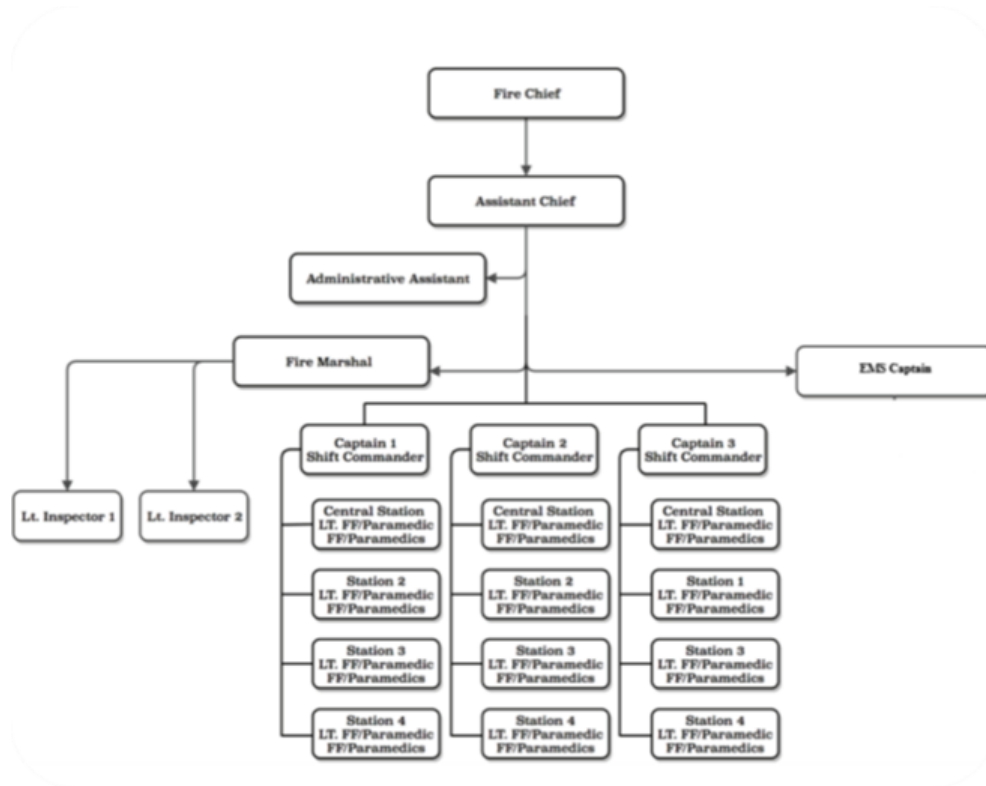 Fire Chief
Assistant Chief
Administrative Assistant
Fire Marshal
EMS Captain
Lt. Inspector 1
Lt. Inspector 2
Captain 1
Shift Commander
Central Station
LT. FF/Paramedic
FF/Paramedics
Station 2
LT. FF/Paramedic
FF/Paramedics
Station 3
LT. FF/Paramedic
FF/Paramedics
Station 4
LT. FF/Paramedic
FF/Paramedics
Captain 2
Shift Commander
Central Station
LT. FF/Paramedic
FF/Paramedics
Station 2
LT. FF/Paramedic
FF/Paramedics
Station 3
LT. FF/Paramedic
FF/Paramedics
Station 4
LT. FF/Paramedic
FF/Paramedics
Captain 3
Shift Commander
Central Station
LT. FF/Paramedic
FF/Paramedics
Station 1
LT. FF/Paramedic
FF/Paramedics
Station 3
LT. FF/Paramedic
FF/Paramedics
Station 4
LT. FF/Paramedic
FF/Paramedics